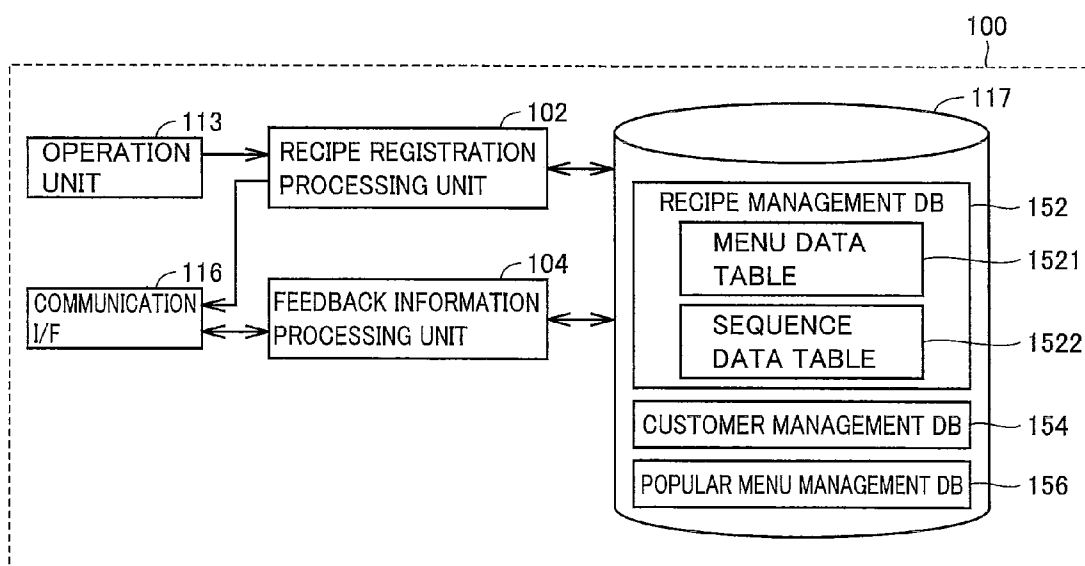 100
113
OPERATION
UNIT
102
RECIPE REGISTRATION
PROCESSING UNIT
116
COMMUNICATION
I/F
104
FEEDBACK INFORMATION
PROCESSING UNIT
117
RECIPE MANAGEMENT DB
152
MENU DATA
TABLE
1521
SEQUENCE
DATA TABLE
1522
CUSTOMER MANAGEMENT DB
154
POPULAR MENU MANAGEMENT DB
156